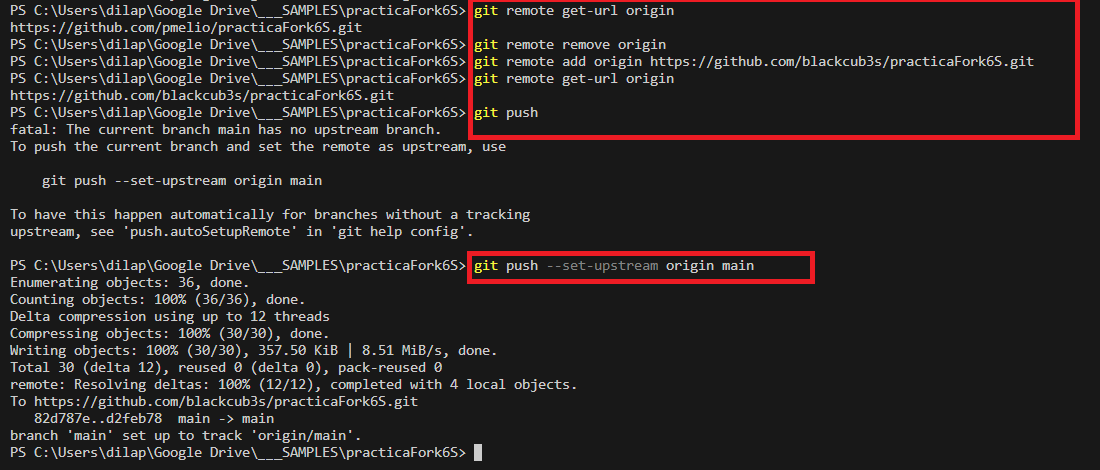 PS C:\Users\dilap\Google Drive\___SAMPLES\practicaFork6S> git remote get-url origin
https://github.com/pmelio/practicaFork6S.git
PS C:\Users\dilap\Google Drive\___SAMPLES\practicaFork6S> git remote remove origin
PS C:\Users\dilap\Google Drive\___SAMPLES\practicaFork6S> git remote add origin https://github.com/blackcub3s/practicaFork6S.git
PS C:\Users\dilap\Google Drive\___SAMPLES\practicaFork6S> git remote get-url origin
https://github.com/blackcub3s/practicaFork6S.git
PS C:\Users\dilap\Google Drive\___SAMPLES\practicaFork6S> git push
fatal: The current branch main has no upstream branch.
To push the current branch and set the remote as upstream, use

    git push --set-upstream origin main

To have this happen automatically for branches without a tracking
upstream, see 'push.autoSetupRemote' in 'git help config'.

PS C:\Users\dilap\Google Drive\___SAMPLES\practicaFork6S> git push --set-upstream origin main
Enumerating objects: 36, done.
Counting objects: 100% (36/36), done.
Delta compression using up to 12 threads
Compressing objects: 100% (30/30), done.
Writing objects: 100% (30/30), 357.50 KiB | 8.51 MiB/s, done.
Total 30 (delta 12), reused 0 (delta 0), pack-reused 0
remote: Resolving deltas: 100% (12/12), completed with 4 local objects.
To https://github.com/blackcub3s/practicaFork6S.git
   82d787e..d2feb78  main -> main
branch 'main' set up to track 'origin/main'.
PS C:\Users\dilap\Google Drive\___SAMPLES\practicaFork6S>